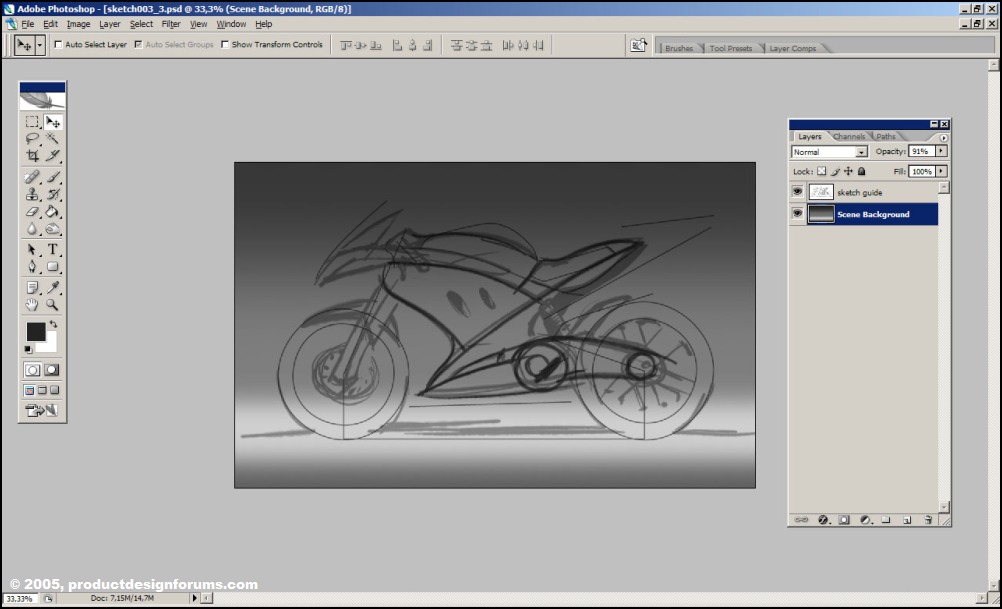 Adobe Photoshop - [sketch003_3.psd @ 33,3% (Scene Background, RGB/8)]
File Edit Image Layer Select Filter View Window Help
Auto Select Layer Auto Select Groups Show Transform Controls
Brushes Tool Presets Layer Comps
Layers Channels Paths
Normal Opacity: 91%
Lock: Fill: 100%
sketch guide
Scene Background
T
© 2005, productdesignforums.com
33,33% Doc: 7,15M/14,7M